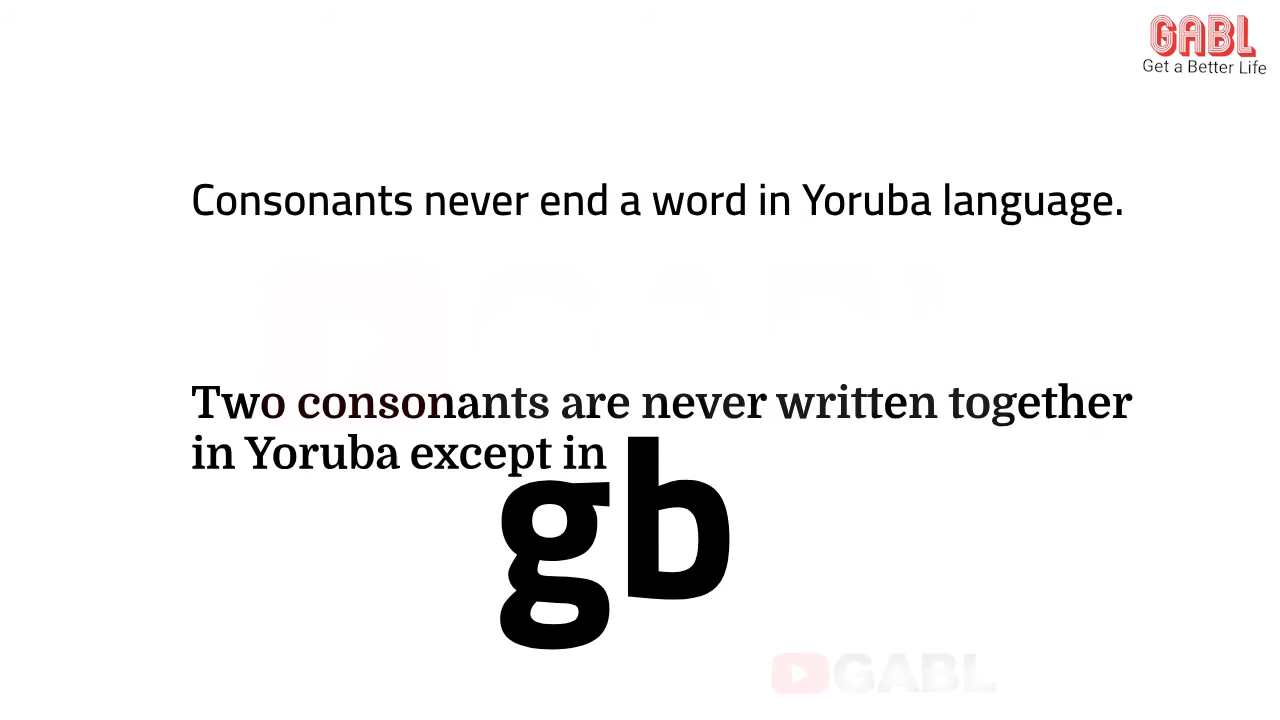 GABL
Get a Better Life
Consonants never end a word in Yoruba language.
Two consonants are never written together
in Yoruba except in
gb
GABL